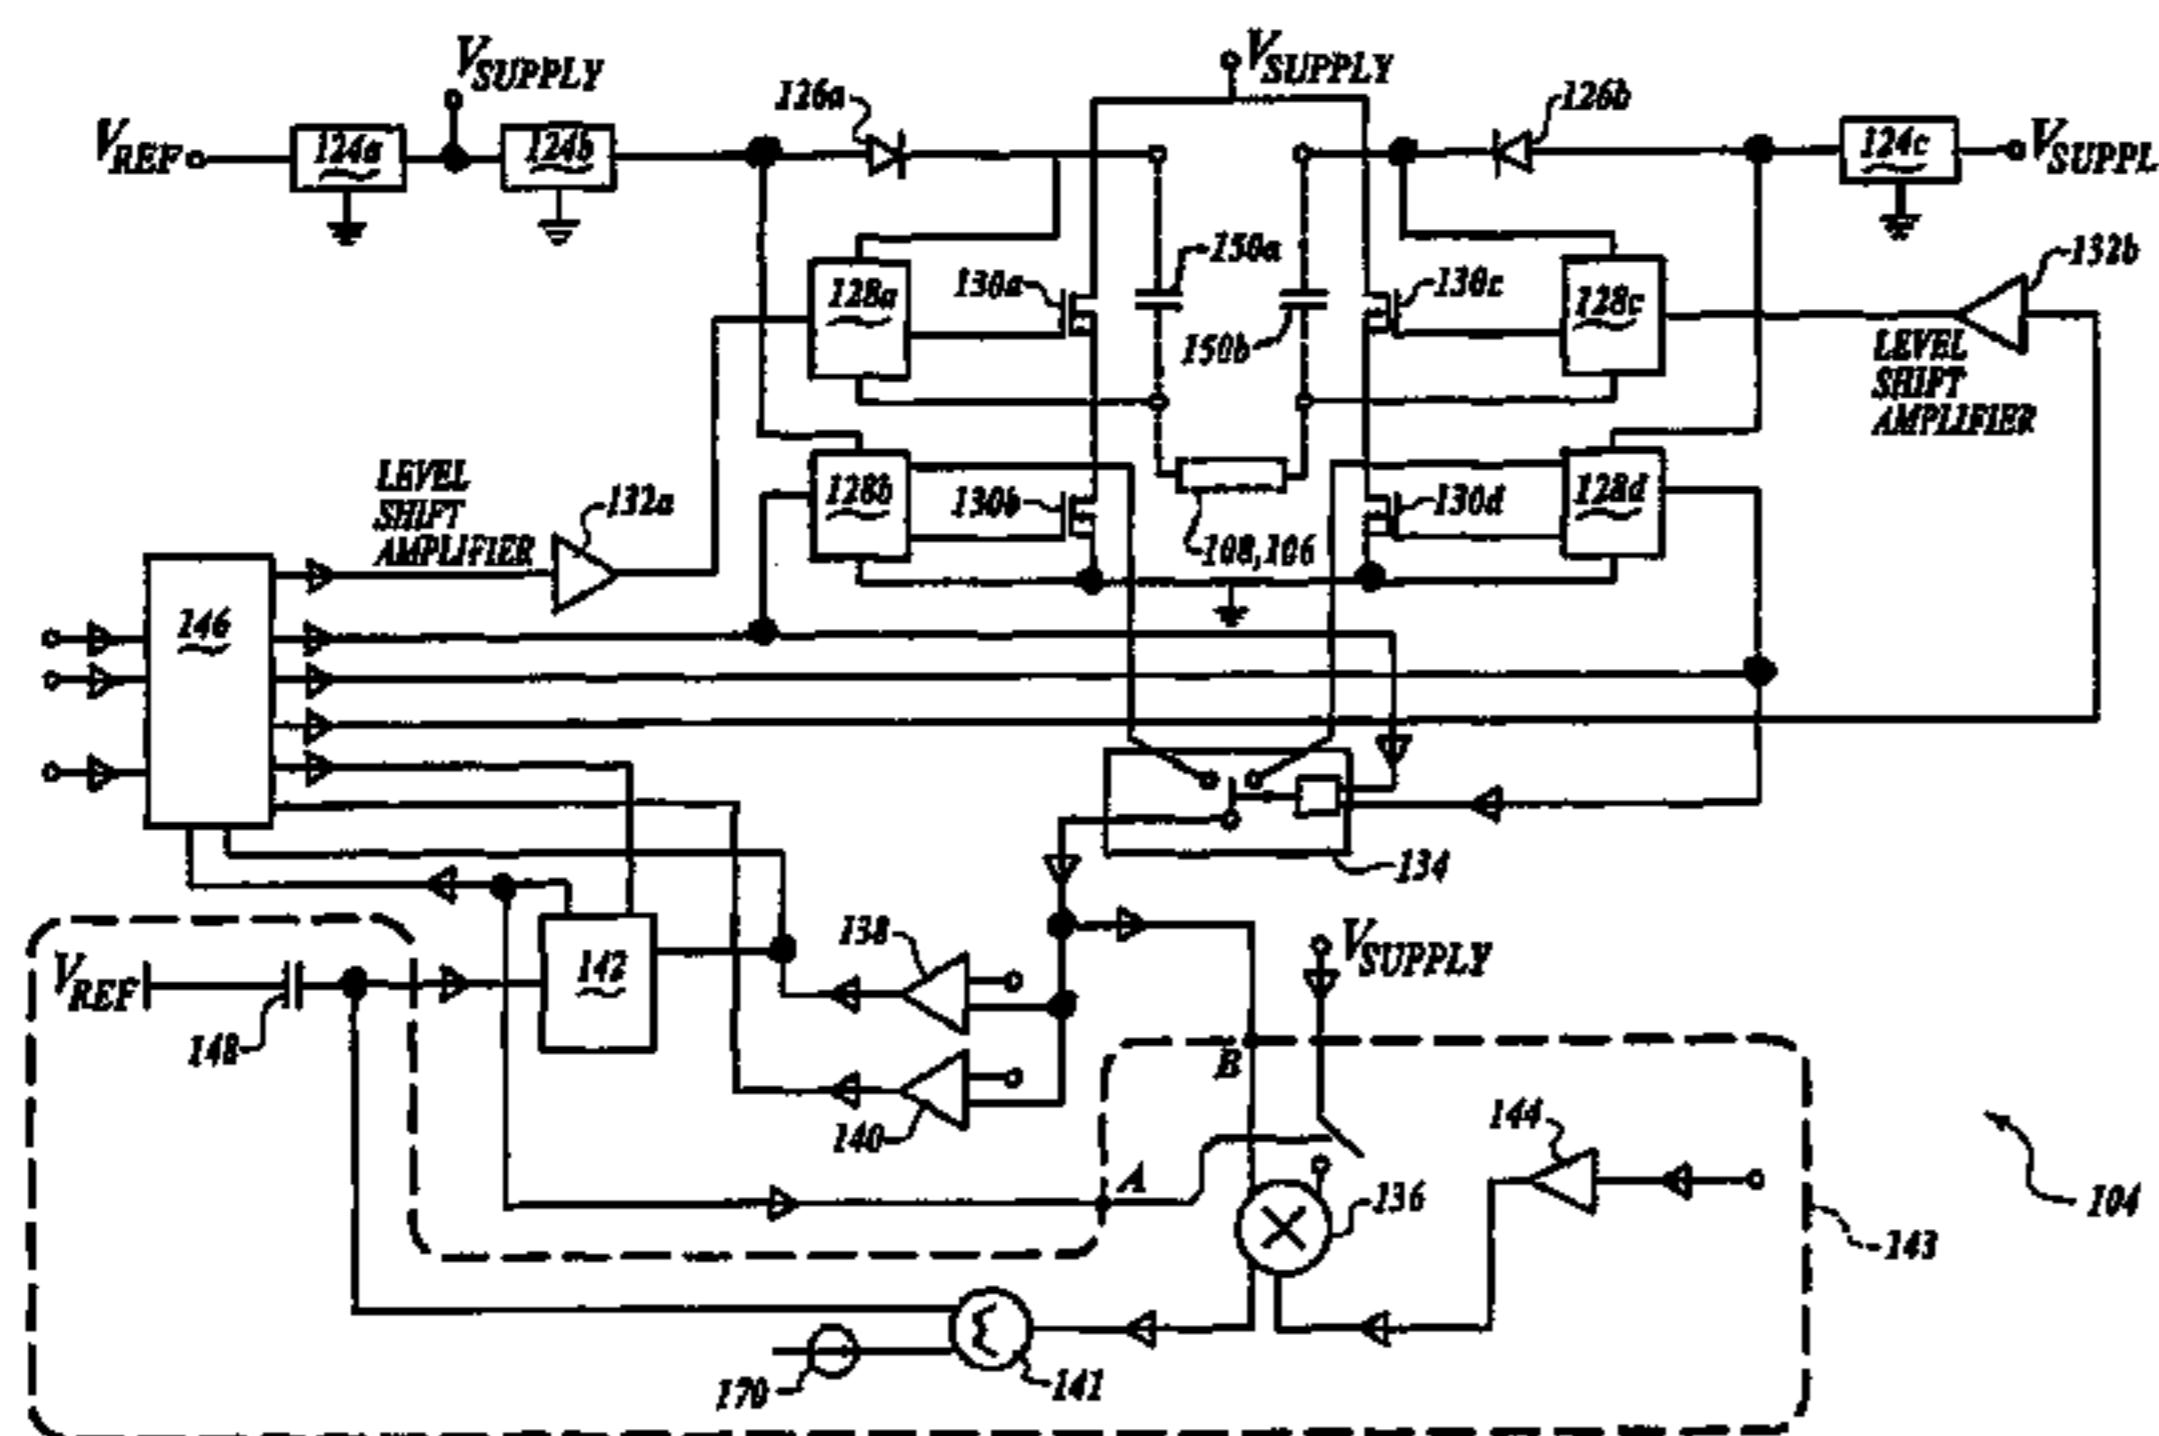 VSUPPLY
VSUPPLY
126a
126b
VREF
124a
124b
124c
VSUPPL
132b
128a
130a
150a
130c
128c
150b
LEVEL
SHIFT
AMPLIFIER
LEVEL
SHIFT
AMPLIFIER
132a
128b
130b
130d
128d
108,106
146
134
138
VSUPPLY
VREF
142
148
B
140
144
A
136
104
143
170
141